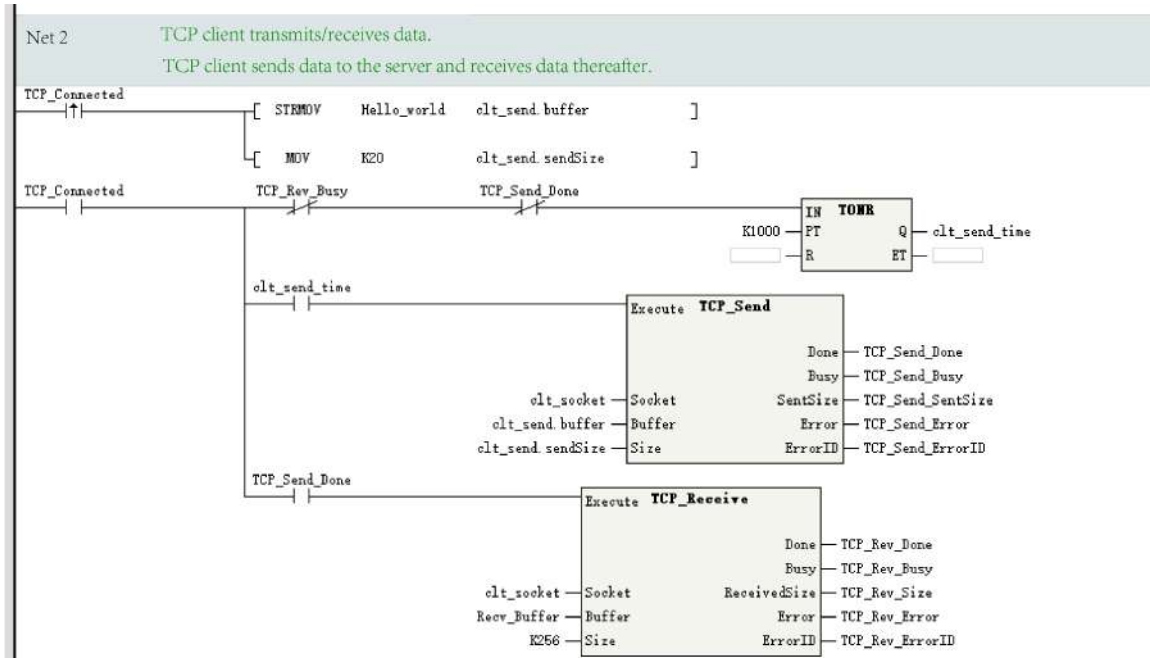 Net 2 TCP client transmits/receives data.
TCP client sends data to the server and receives data thereafter.
TCP_Connected
[ STRMOV Hello_world clt_send.buffer ]
[ MOV K20 clt_send.sendSize ]
TCP_Connected TCP_Rev_Busy TCP_Send_Done
IN TONR
K1000 PT Q clt_send_time
R ET
clt_send_time
Execute TCP_Send
Done TCP_Send_Done
Busy TCP_Send_Busy
clt_socket Socket SentSize TCP_Send_SentSize
clt_send.buffer Buffer Error TCP_Send_Error
clt_send.sendSize Size ErrorID TCP_Send_ErrorID
TCP_Send_Done
Execute TCP_Receive
Done TCP_Rev_Done
Busy TCP_Rev_Busy
clt_socket Socket ReceivedSize TCP_Rev_Size
Recv_Buffer Buffer Error TCP_Rev_Error
K256 Size ErrorID TCP_Rev_ErrorID